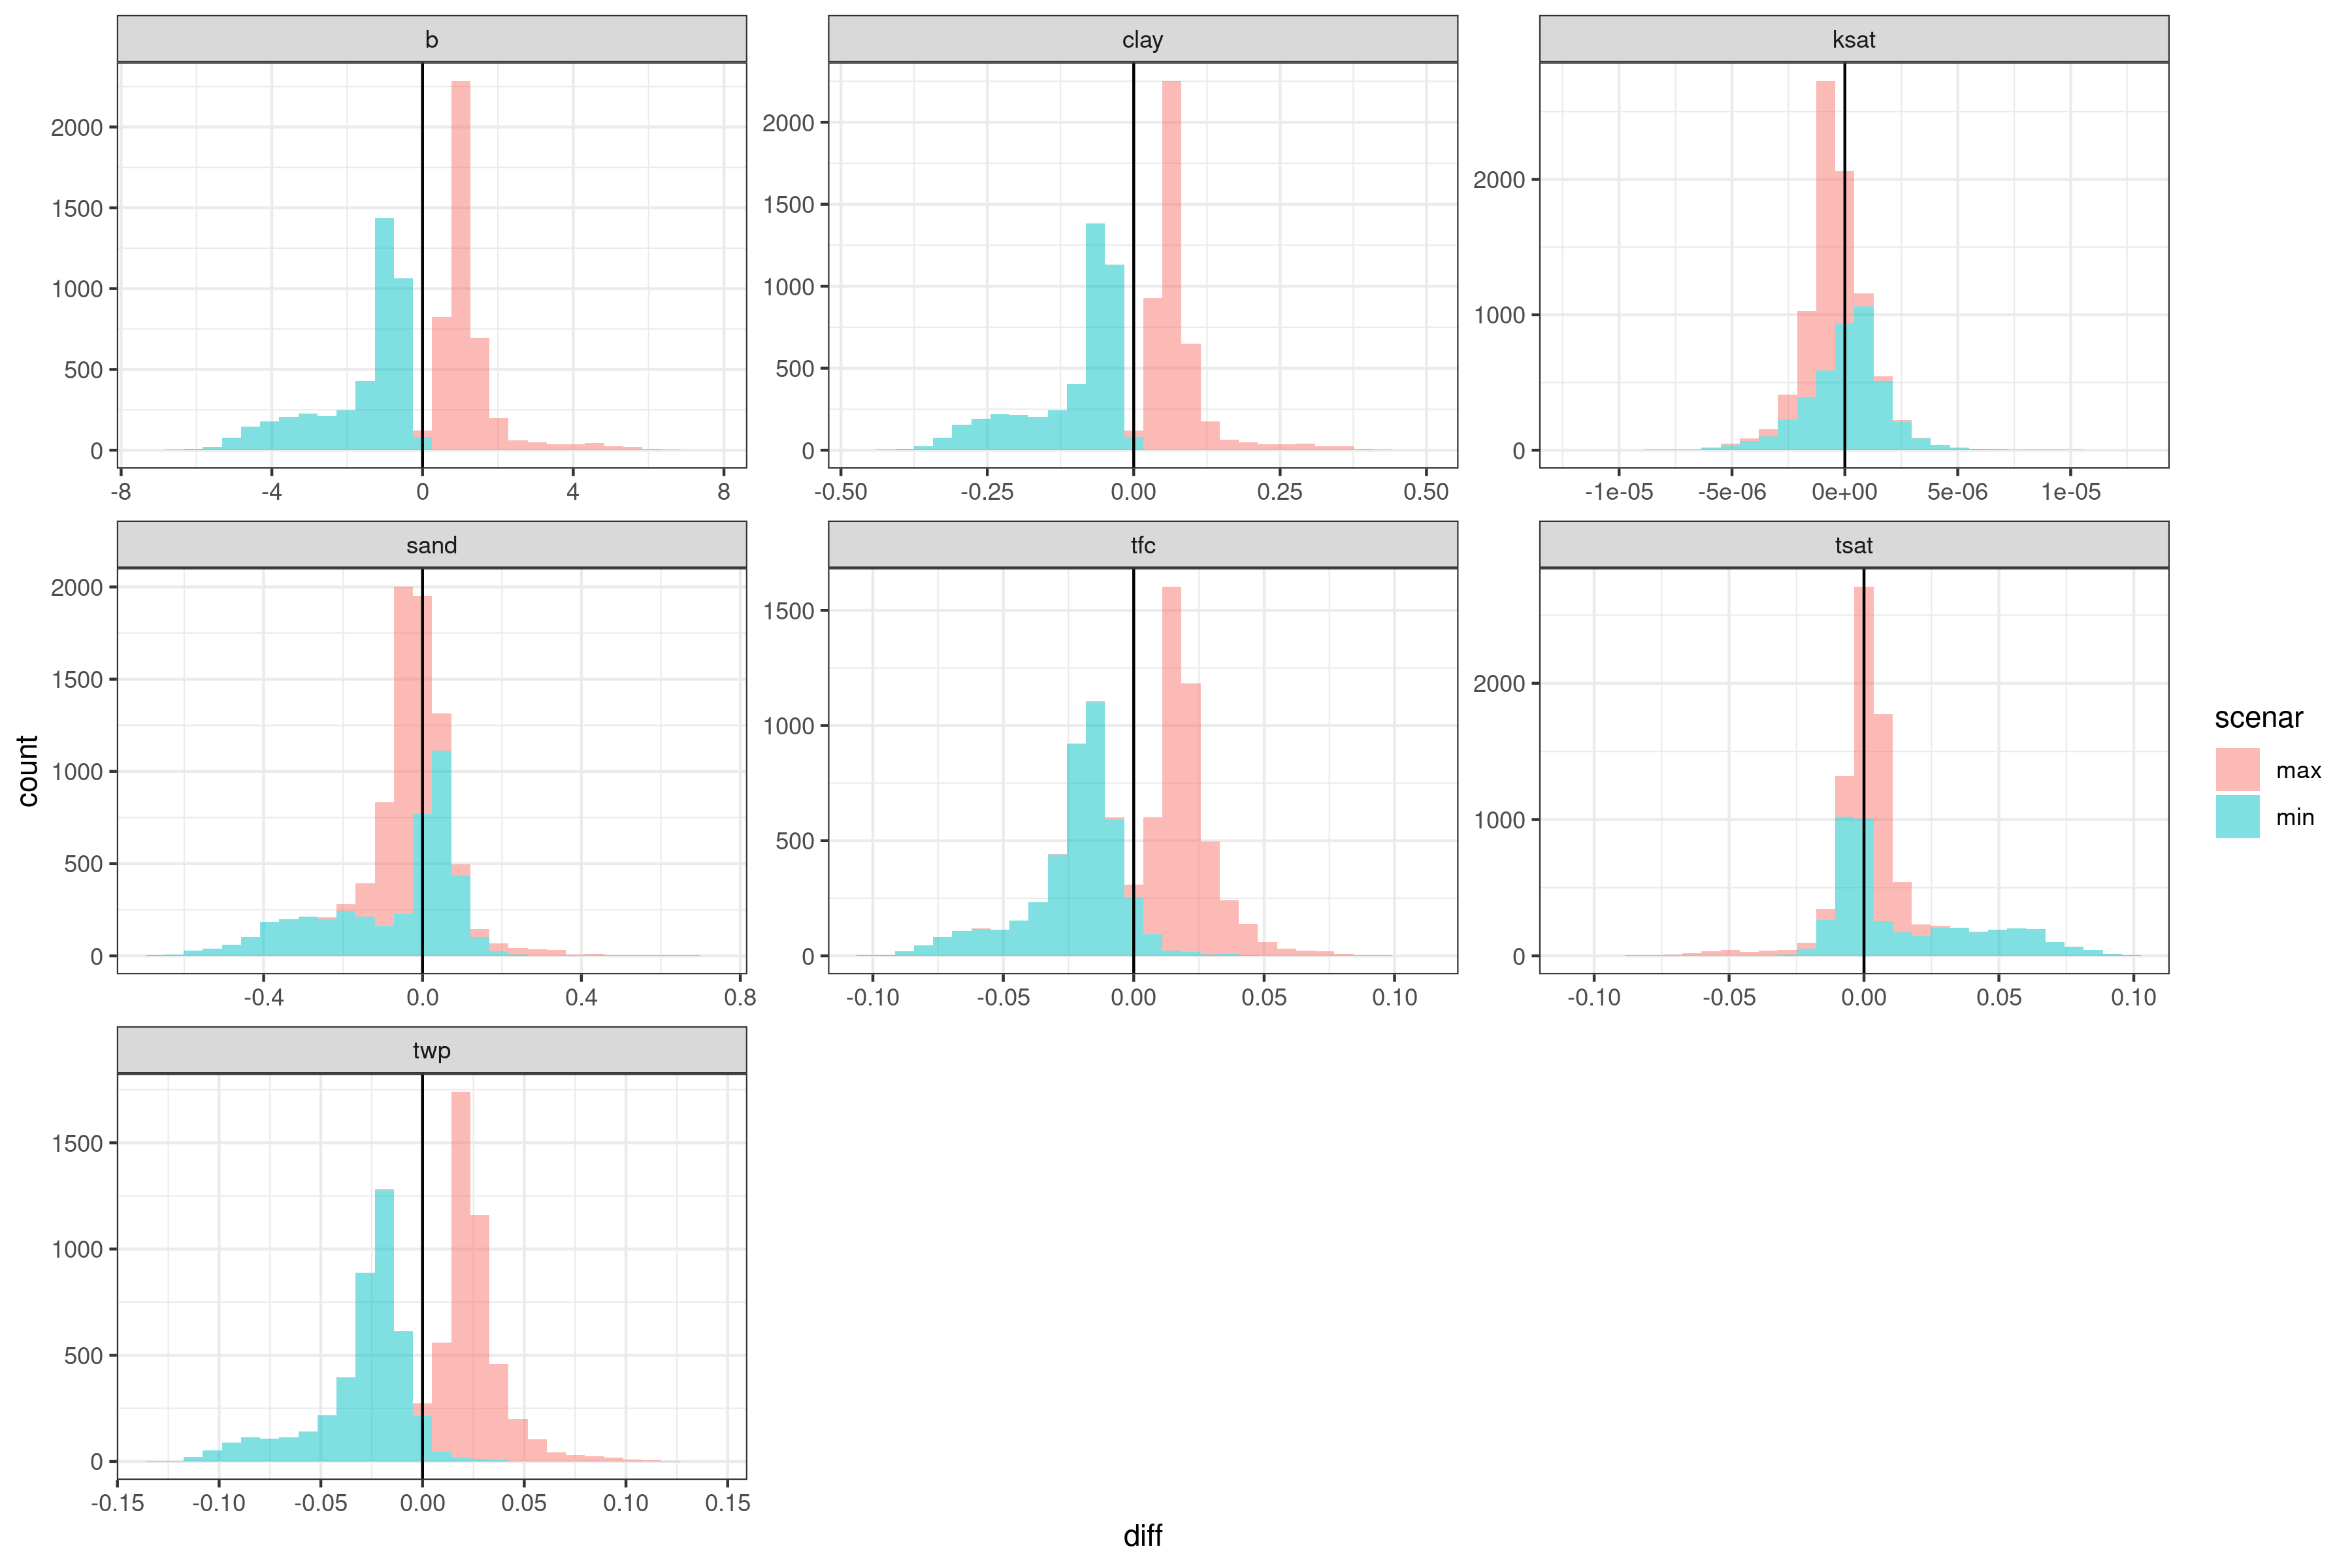 b
clay
ksat
2000
1500
1000
500
0
-8 -4 0 4 8
2000
1500
1000
500
0
-0.50 -0.25 0.00 0.25 0.50
2000
1000
0
-1e-05 -5e-06 0e+00 5e-06 1e-05
sand
tfc
tsat
2000
1500
1000
500
0
-0.4 0.0 0.4 0.8
1500
1000
500
0
-0.10 -0.05 0.00 0.05 0.10
2000
1000
0
-0.10 -0.05 0.00 0.05 0.10
twp
1500
1000
500
0
-0.15 -0.10 -0.05 0.00 0.05 0.10 0.15
count
diff
scenar
max
min